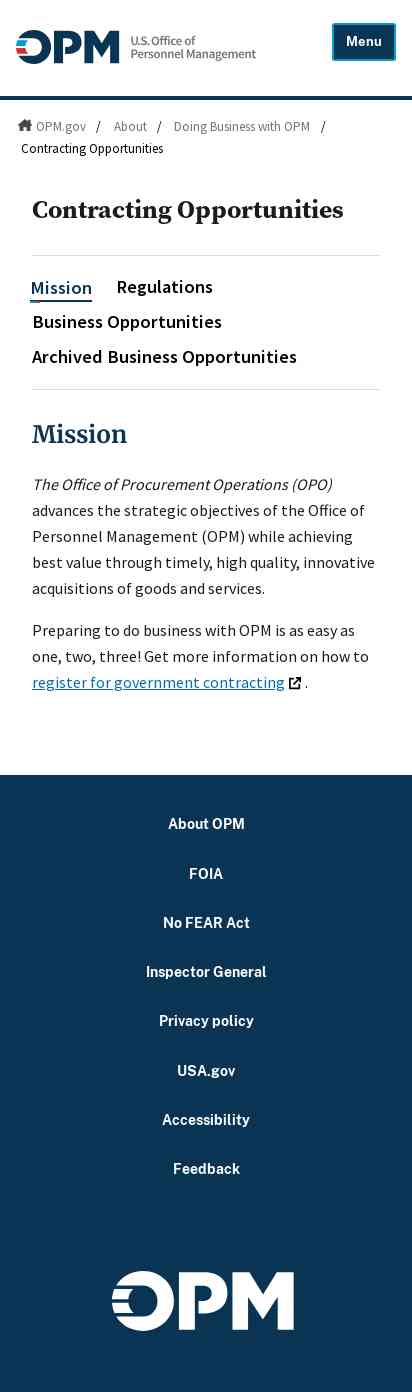 OPM U.S. Office of
Personnel Management
Menu
OPM.gov / About / Doing Business with OPM /
Contracting Opportunities
Contracting Opportunities
Mission Regulations
Business Opportunities
Archived Business Opportunities
Mission
The Office of Procurement Operations (OPO)
advances the strategic objectives of the Office of
Personnel Management (OPM) while achieving
best value through timely, high quality, innovative
acquisitions of goods and services.
Preparing to do business with OPM is as easy as
one, two, three! Get more information on how to
register for government contracting .
About OPM
FOIA
No FEAR Act
Inspector General
Privacy policy
USA.gov
Accessibility
Feedback
OPM